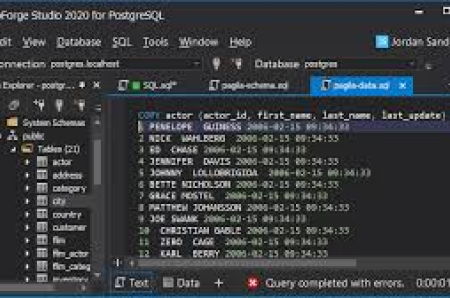 oForge Studio 2020 for PostgreSQL
dit View Database SQL Tools Window Help
JS Jordan Sand
onnection postgres.localhost Database postgres
e Explorer - postgr...
SQL.sql* pagila-schema.sql pagila-data.sql
System Schemas
public
Tables (21)
actor
address
category
city
country
customer
film
film_actor
film_categ
inventory
COPY actor (actor_id, first_name, last_name, last_update)
1 PENELOPE GUINESS 2006-02-15 09:34:33
2 NICK WAHLBERG 2006-02-15 09:34:33
3 ED CHASE 2006-02-15 09:34:33
4 JENNIFER DAVIS 2006-02-15 09:34:33
5 JOHNNY LOLLOBRIGIDA 2006-02-15 09:34:33
6 BETTE NICHOLSON 2006-02-15 09:34:33
7 GRACE MOSTEL 2006-02-15 09:34:33
8 MATTHEW JOHANSSON 2006-02-15 09:34:33
9 JOE SWANK 2006-02-15 09:34:33
10 CHRISTIAN GABLE 2006-02-15 09:34:33
11 ZERO CAGE 2006-02-15 09:34:33
12 KARL BERRY 2006-02-15 09:34:33
Text Data + Query completed with errors. 0:00:01